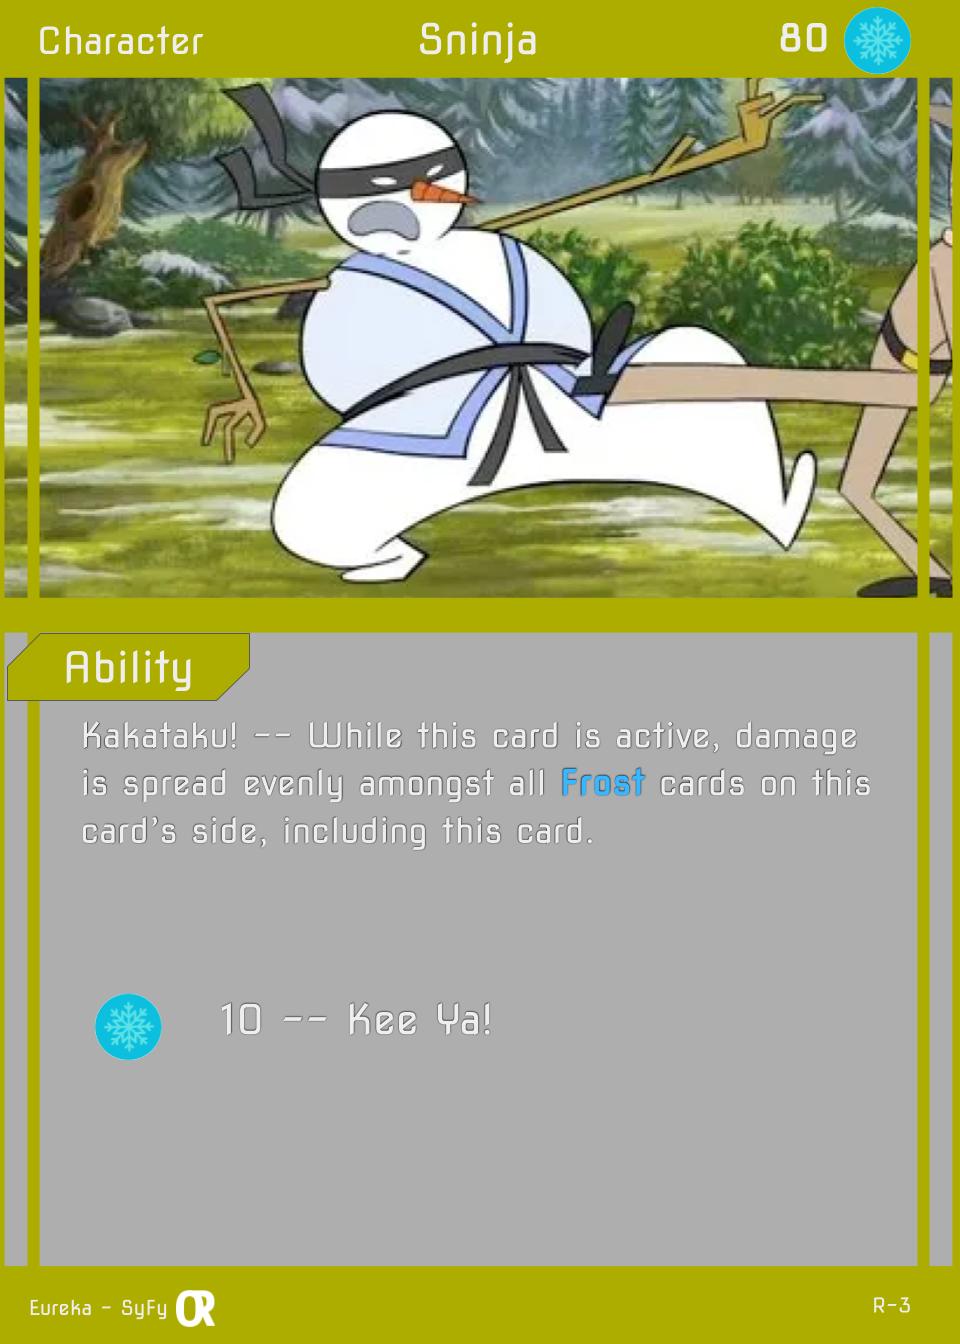 Character Sninja 80
Ability
Kakataku! -- While this card is active, damage
is spread evenly amongst all Frost cards on this
card's side, including this card.
10 -- Kee Ya!
Eureka - SyFy OR R-3